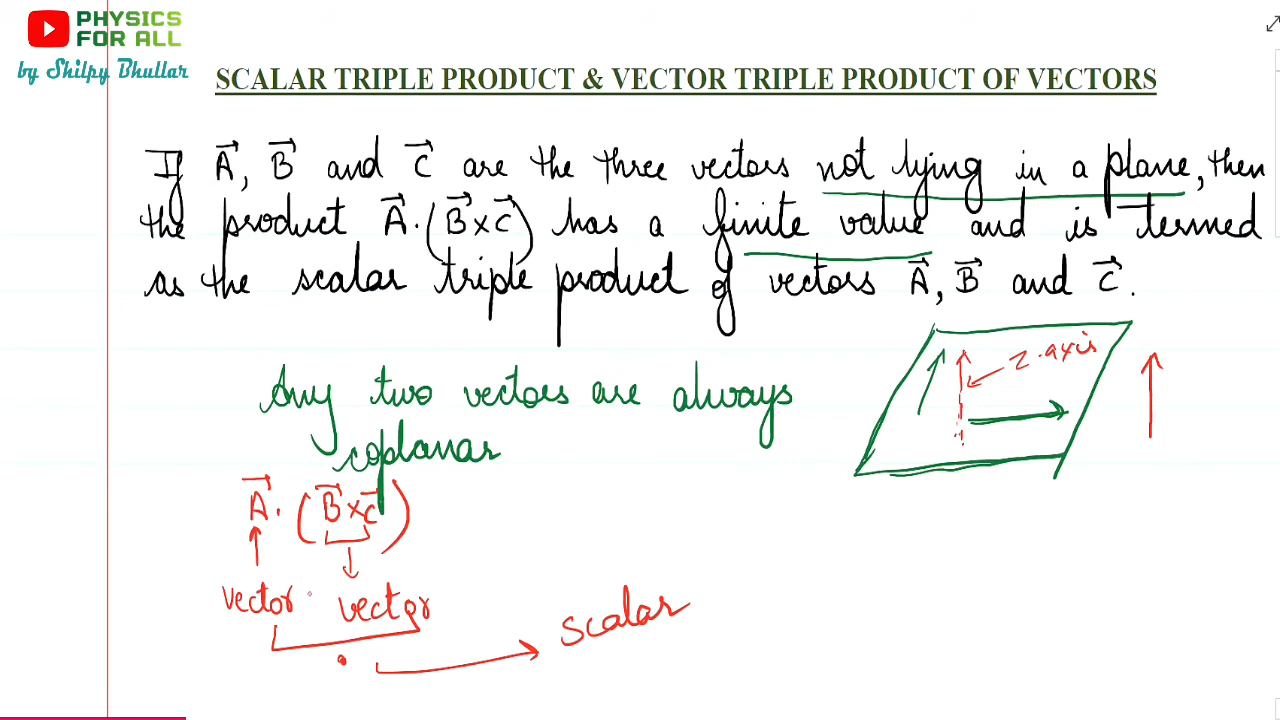 PHYSICS
FOR ALL
by Shilpy Bhullar
SCALAR TRIPLE PRODUCT & VECTOR TRIPLE PRODUCT OF VECTORS
If A⃗, B⃗ and C⃗ are the three vectors not lying in a plane, then
the product A⃗.(B⃗×C⃗) has a finite value and is termed
as the scalar triple product of vectors A⃗, B⃗ and C⃗.
Z-axis
Any two vectors are always
coplanar
A⃗. (B⃗×C⃗)
vector . vector
scalar